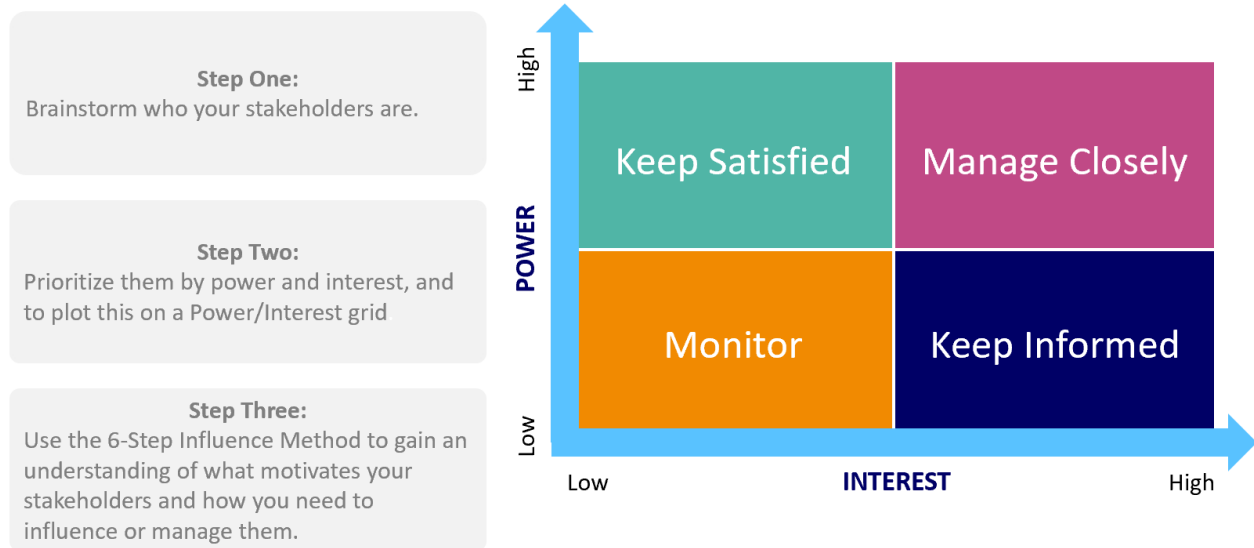 Step One:
Brainstorm who your stakeholders are.
Step Two:
Prioritize them by power and interest, and
to plot this on a Power/Interest grid
Step Three:
Use the 6-Step Influence Method to gain an
understanding of what motivates your
stakeholders and how you need to
influence or manage them.
High
POWER
Low
Keep Satisfied
Manage Closely
Monitor
Keep Informed
Low
INTEREST
High